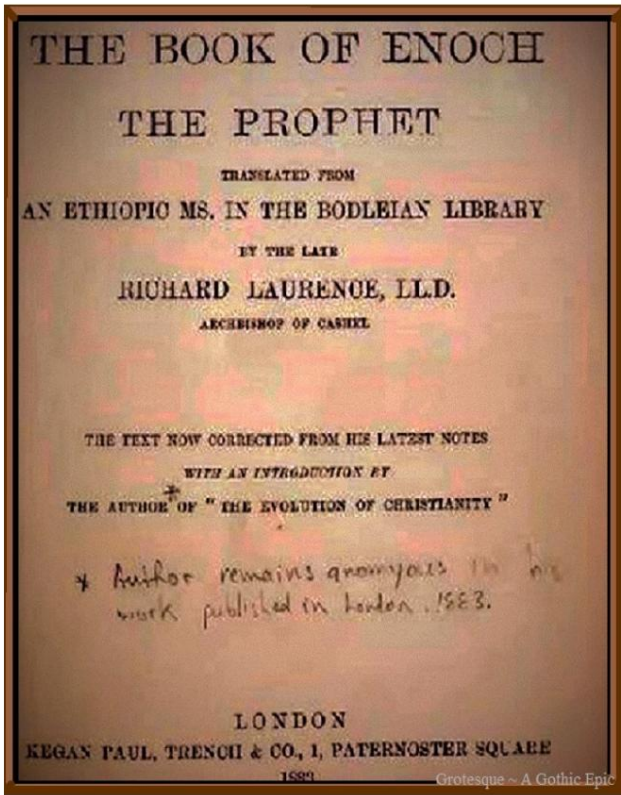 THE BOOK OF ENOCH
THE PROPHET
TRANSLATED FROM
AN ETHIOPIC MS. IN THE BODLEIAN LIBRARY
BY THE LATE
RICHARD LAURENCE, LL.D.
ARCHBISHOP OF CASHEL
THE TEXT NOW CORRECTED FROM HIS LATEST NOTES
WITH AN INTRODUCTION BY
THE AUTHOR * OF "THE EVOLUTION OF CHRISTIANITY"
* Author remains anomyous in his
work published in London. 1883.
LONDON
KEGAN PAUL, TRENCH & CO., 1, PATERNOSTER SQUARE
Grotesque ~ A Gothic Epic